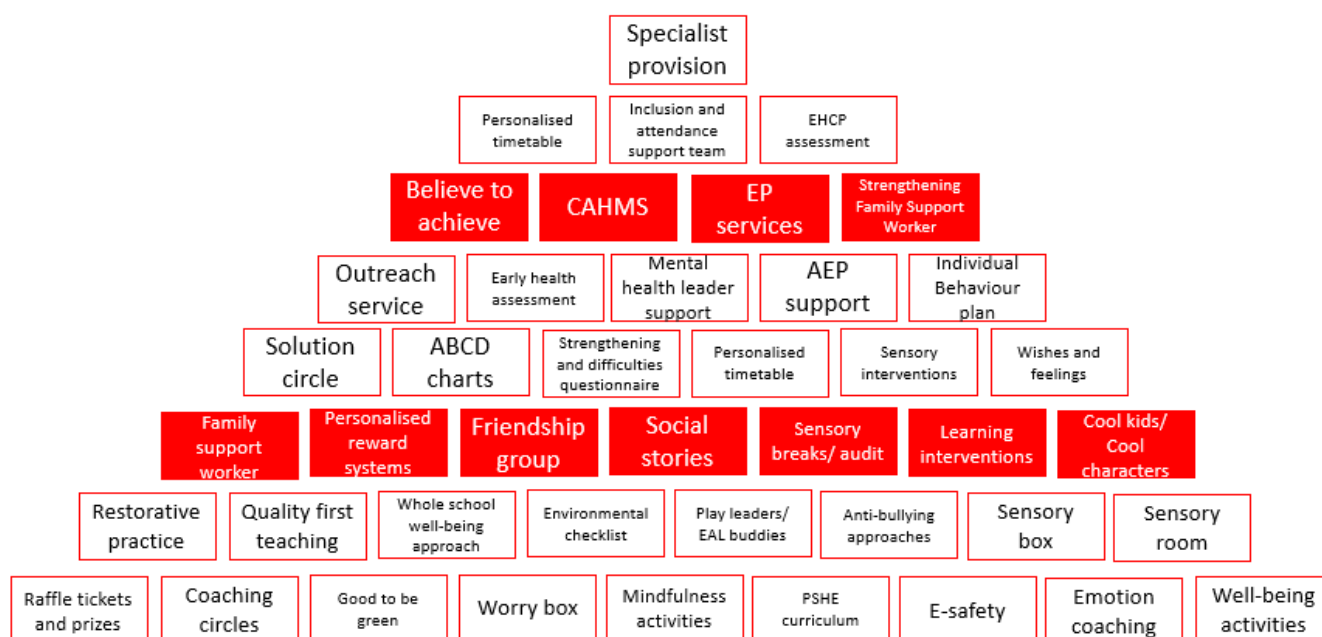 Specialist
provision
Personalised
timetable
Inclusion and
attendance
support team
EHCP
assessment
Believe to
achieve
CAHMS
EP
services
Strengthening
Family Support
Worker
Outreach
service
Early health
assessment
Mental
health leader
support
AEP
support
Individual
Behaviour
plan
Solution
circle
ABCD
charts
Strengthening
and difficulties
questionnaire
Personalised
timetable
Sensory
interventions
Wishes and
feelings
Family
support
worker
Personalised
reward
systems
Friendship
group
Social
stories
Sensory
breaks/ audit
Learning
interventions
Cool kids/
Cool
characters
Restorative
practice
Quality first
teaching
Whole school
well-being
approach
Environmental
checklist
Play leaders/
EAL buddies
Anti-bullying
approaches
Sensory
box
Sensory
room
Raffle tickets
and prizes
Coaching
circles
Good to be
green
Worry box
Mindfulness
activities
PSHE
curriculum
E-safety
Emotion
coaching
Well-being
activities